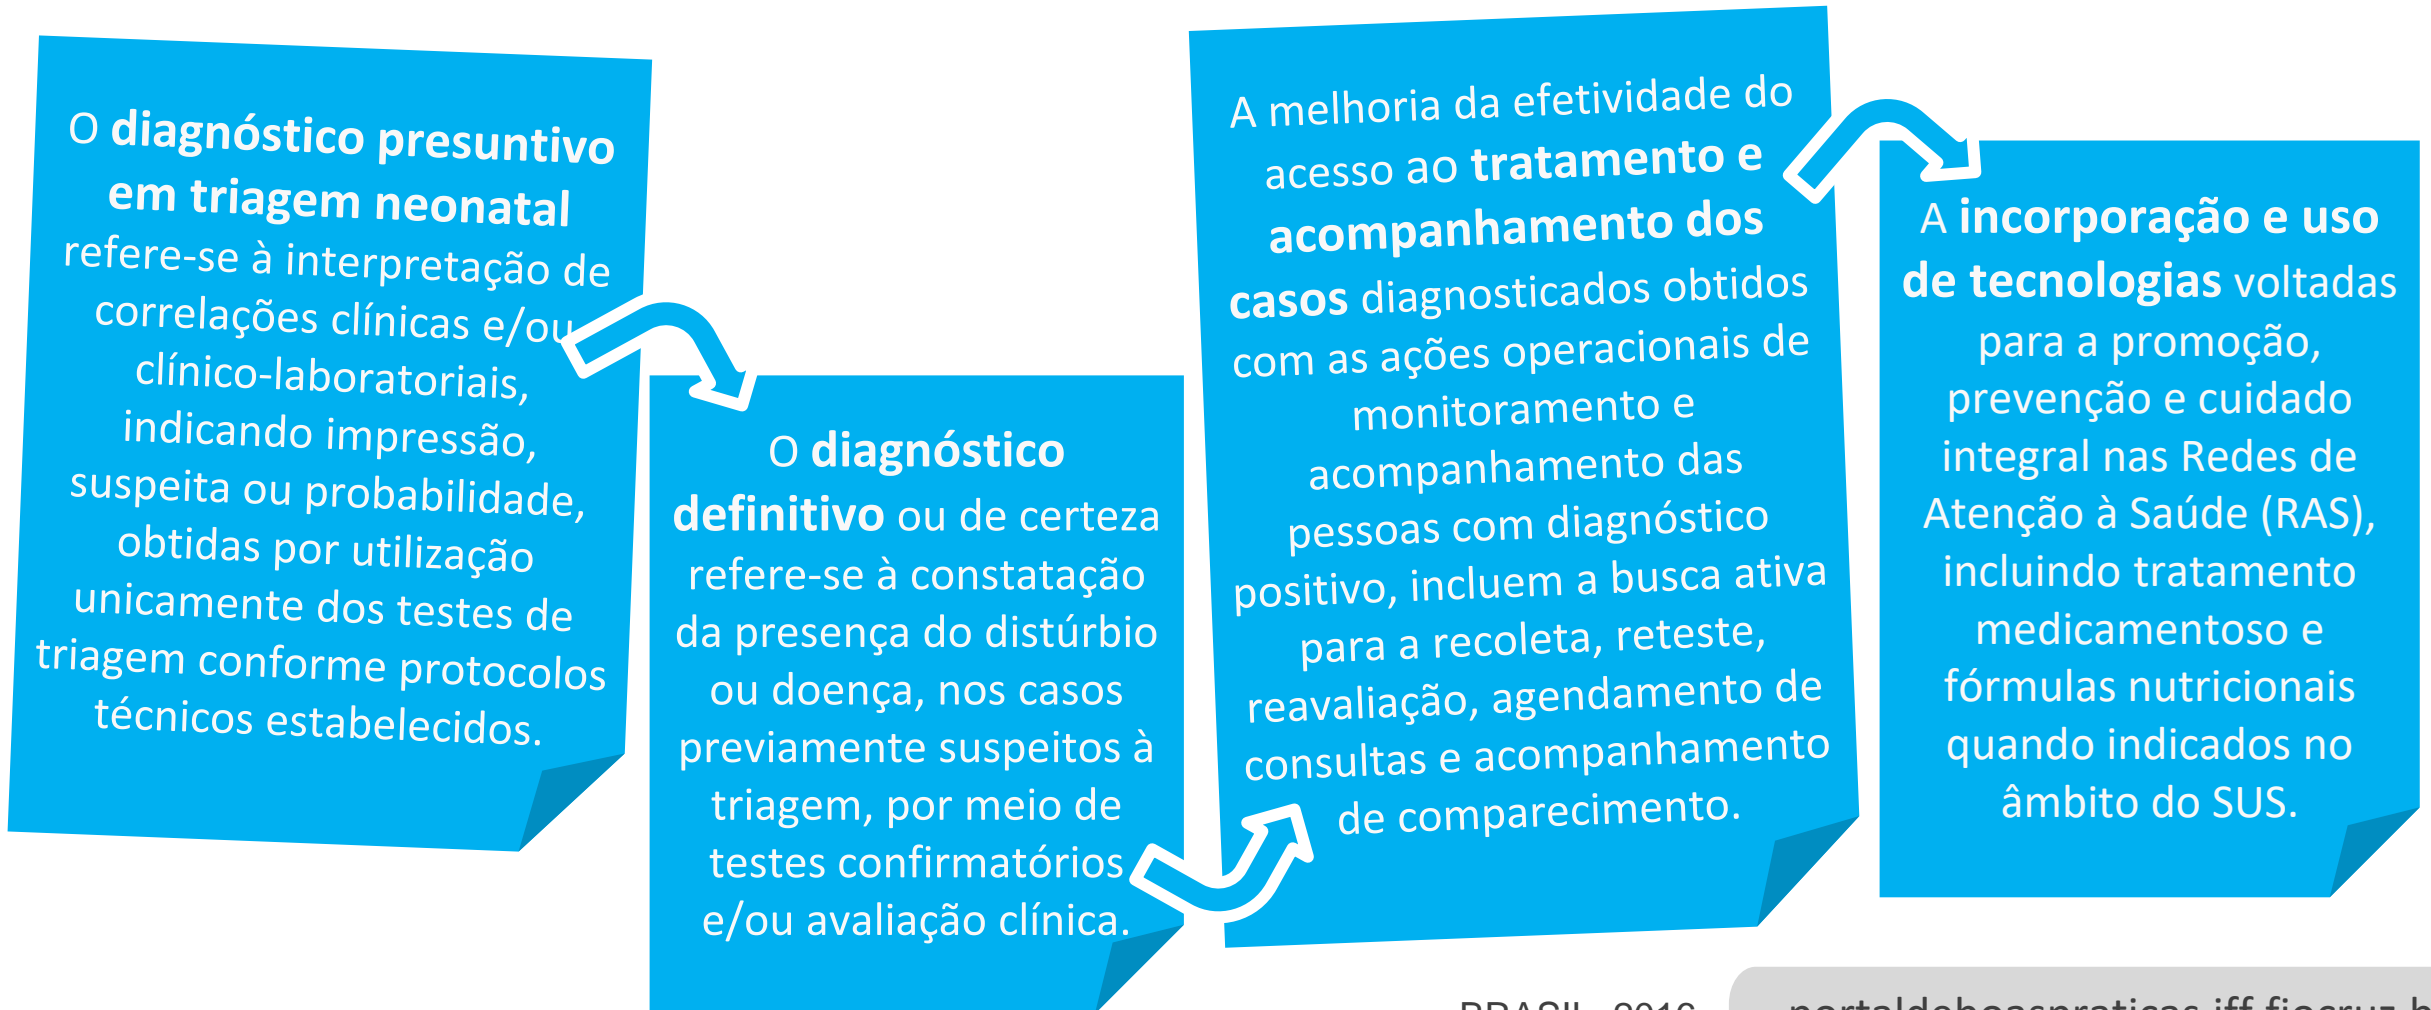 O diagnóstico presuntivo
em triagem neonatal
refere-se à interpretação de
correlações clínicas e/ou
clínico-laboratoriais,
indicando impressão,
suspeita ou probabilidade,
obtidas por utilização
unicamente dos testes de
triagem conforme protocolos
técnicos estabelecidos.
O diagnóstico
definitivo ou de certeza
refere-se à constatação
da presença do distúrbio
ou doença, nos casos
previamente suspeitos à
triagem, por meio de
testes confirmatórios
e/ou avaliação clínica.
A melhoria da efetividade do
acesso ao tratamento e
acompanhamento dos
casos diagnosticados obtidos
com as ações operacionais de
monitoramento e
acompanhamento das
pessoas com diagnóstico
positivo, incluem a busca ativa
para a recoleta, reteste,
reavaliação, agendamento de
consultas e acompanhamento
de comparecimento.
A incorporação e uso
de tecnologias voltadas
para a promoção,
prevenção e cuidado
integral nas Redes de
Atenção à Saúde (RAS),
incluindo tratamento
medicamentoso e
fórmulas nutricionais
quando indicados no
âmbito do SUS.
portaldeboaspraticas.iff.fiocruz.b